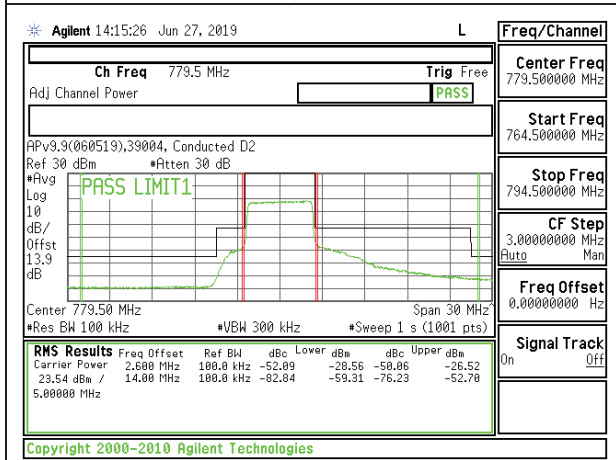 Agilent 14:15:26 Jun 27, 2019 L
Freq/Channel
Ch Freq 779.5 MHz Trig Free
Adj Channel Power PASS
Center Freq
779.500000 MHz
Start Freq
764.500000 MHz
Stop Freq
794.500000 MHz
CF Step
3.00000000 MHz
Auto Man
Freq Offset
0.00000000 Hz
Signal Track
On Off
APv9.9(060519),39004, Conducted D2
Ref 30 dBm #Atten 30 dB
#Avg
Log
10
dB/
Offst
13.9
dB
PASS LIMIT1
Center 779.50 MHz Span 30 MHz^
#Res BW 100 kHz #VBW 300 kHz #Sweep 1 s (1001 pts)
RMS Results Freq Offset Ref BW dBc Lower dBm dBc Upper dBm
Carrier Power 2.600 MHz 100.0 kHz -52.09 -28.56 -50.06 -26.52
23.54 dBm / 14.00 MHz 100.0 kHz -82.84 -59.31 -76.23 -52.70
5.00000 MHz
Copyright 2000-2010 Agilent Technologies